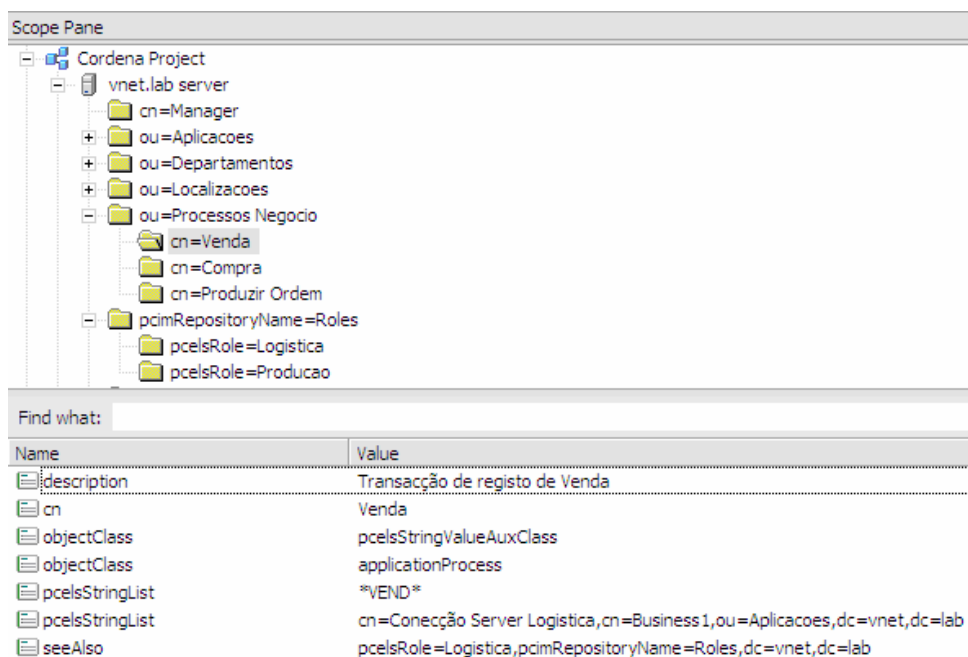 Scope Pane
Cordena Project
vnet.lab server
cn=Manager
ou=Aplicacoes
ou=Departamentos
ou=Localizacoes
ou=Processos Negocio
cn=Venda
cn=Compra
cn=Produzir Ordem
pcimRepositoryName=Roles
pcelsRole=Logistica
pcelsRole=Producao
Find what:
Name Value
description Transacção de registo de Venda
cn Venda
objectClass pcelsStringValueAuxClass
objectClass applicationProcess
pcelsStringList *VEND*
pcelsStringList cn=Conecção Server Logistica,cn=Business1,ou=Aplicacoes,dc=vnet,dc=lab
seeAlso pcelsRole=Logistica,pcimRepositoryName=Roles,dc=vnet,dc=lab